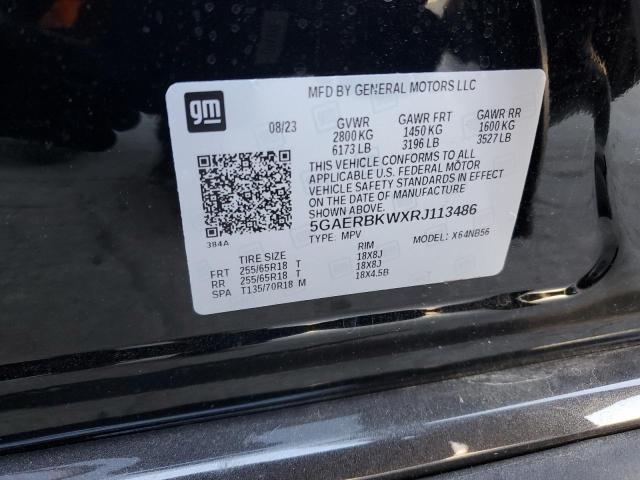 MFD BY GENERAL MOTORS LLC
gm
08/23 GVWR GAWR FRT GAWR RR
2800 KG 1450 KG 1600 KG
6173 LB 3196 LB 3527 LB
THIS VEHICLE CONFORMS TO ALL
APPLICABLE U.S. FEDERAL MOTOR
VEHICLE SAFETY STANDARDS IN EFFECT
ON THE DATE OF MANUFACTURE
SHOWN ABOVE.
5GAERBKWXRJ113486
384A
TYPE: MPV MODEL: X64NB56
TIRE SIZE RIM
FRT 255/65R18 T 18X8J
RR 255/65R18 T 18X8J
SPA T135/70R18 M 18X4.5B